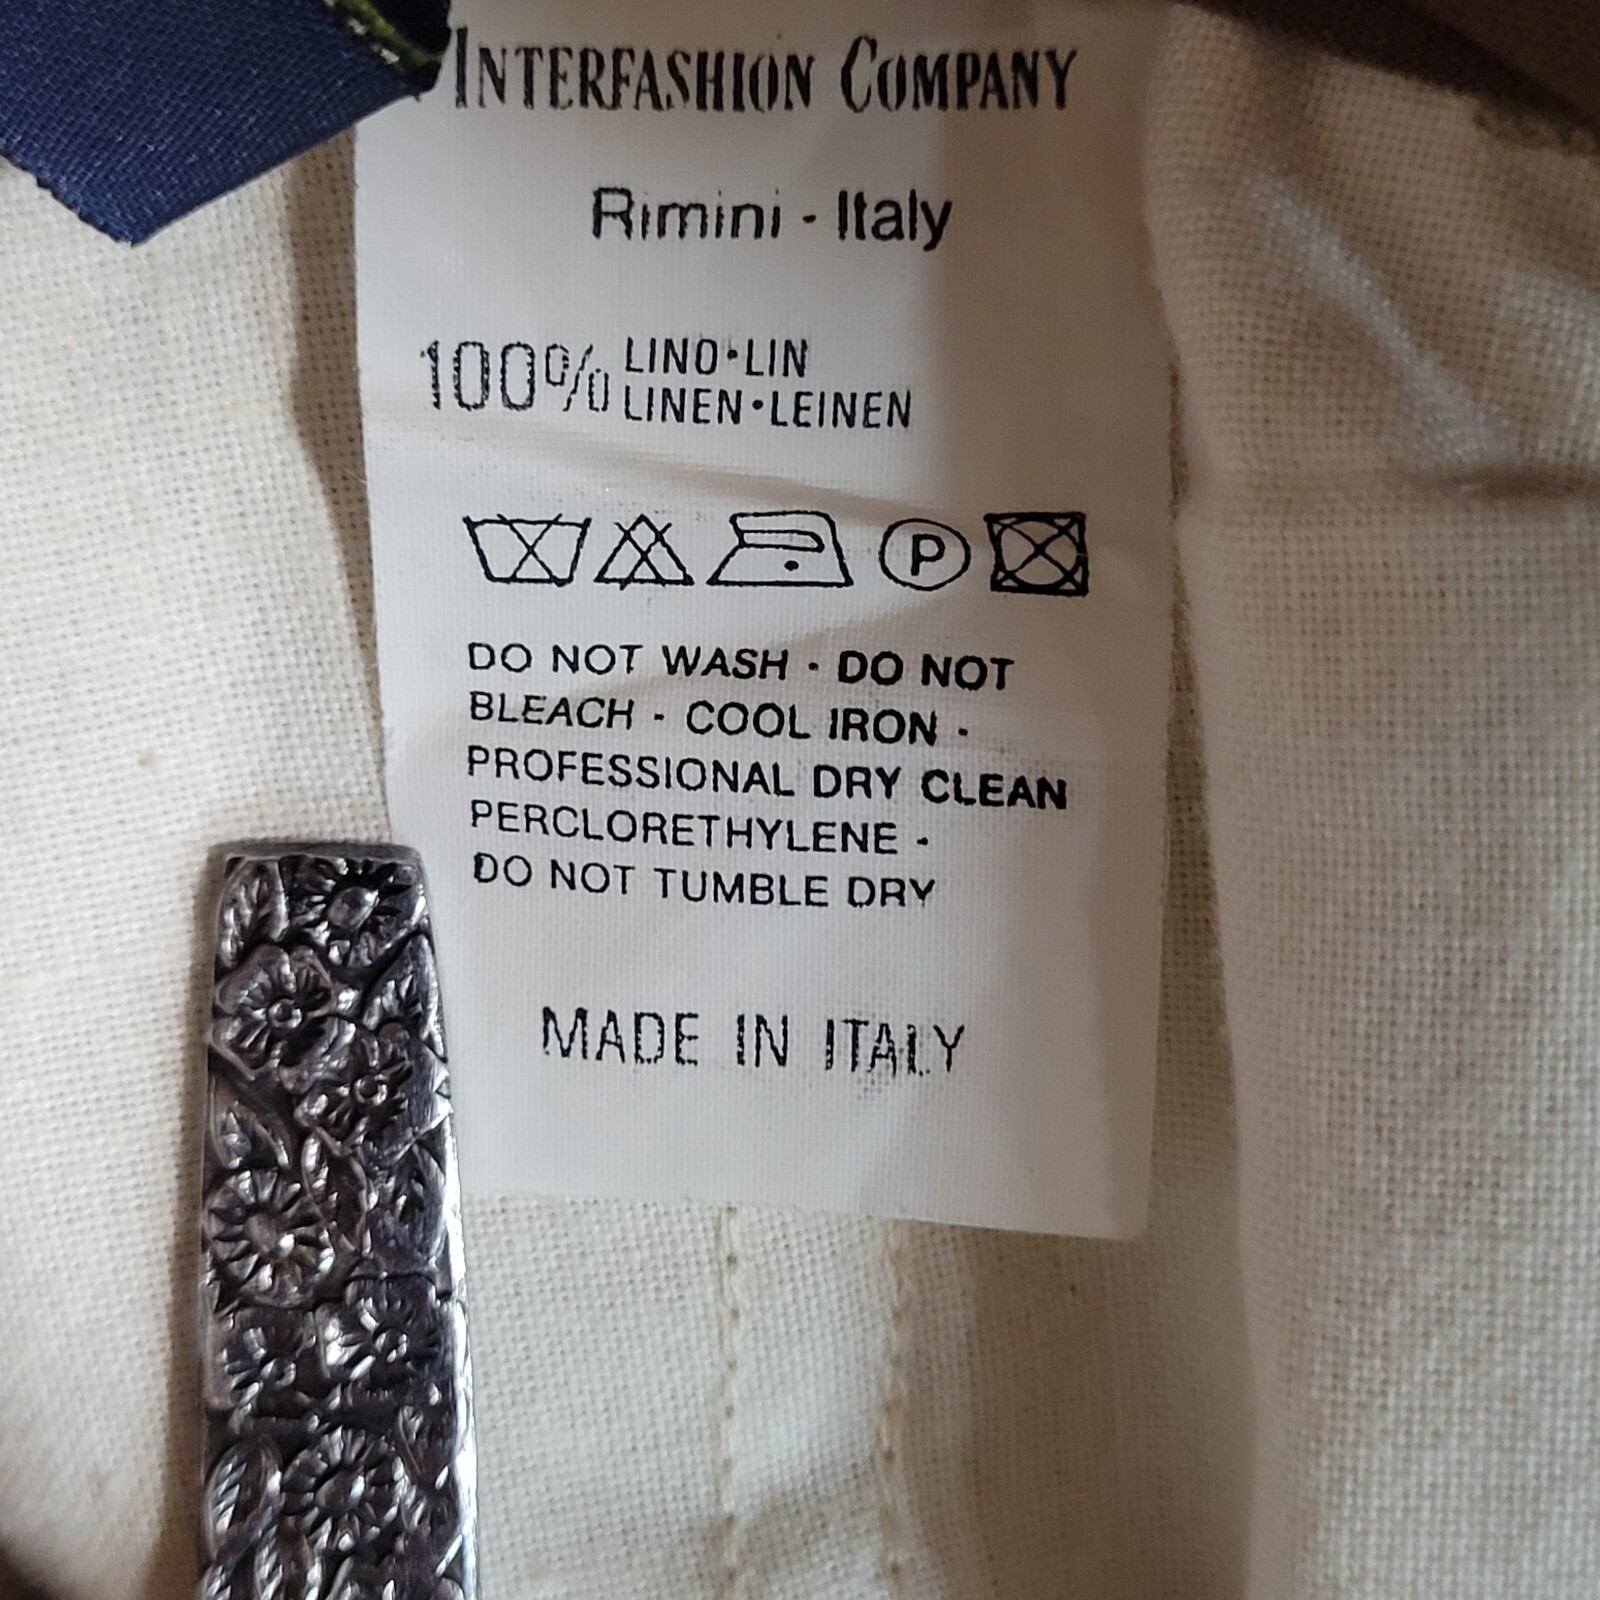 INTERFASHION COMPANY
Rimini - Italy
100% LINO•LIN
LINEN•LEINEN
P
DO NOT WASH - DO NOT
BLEACH - COOL IRON -
PROFESSIONAL DRY CLEAN
PERCLORETHYLENE -
DO NOT TUMBLE DRY
MADE IN ITALY